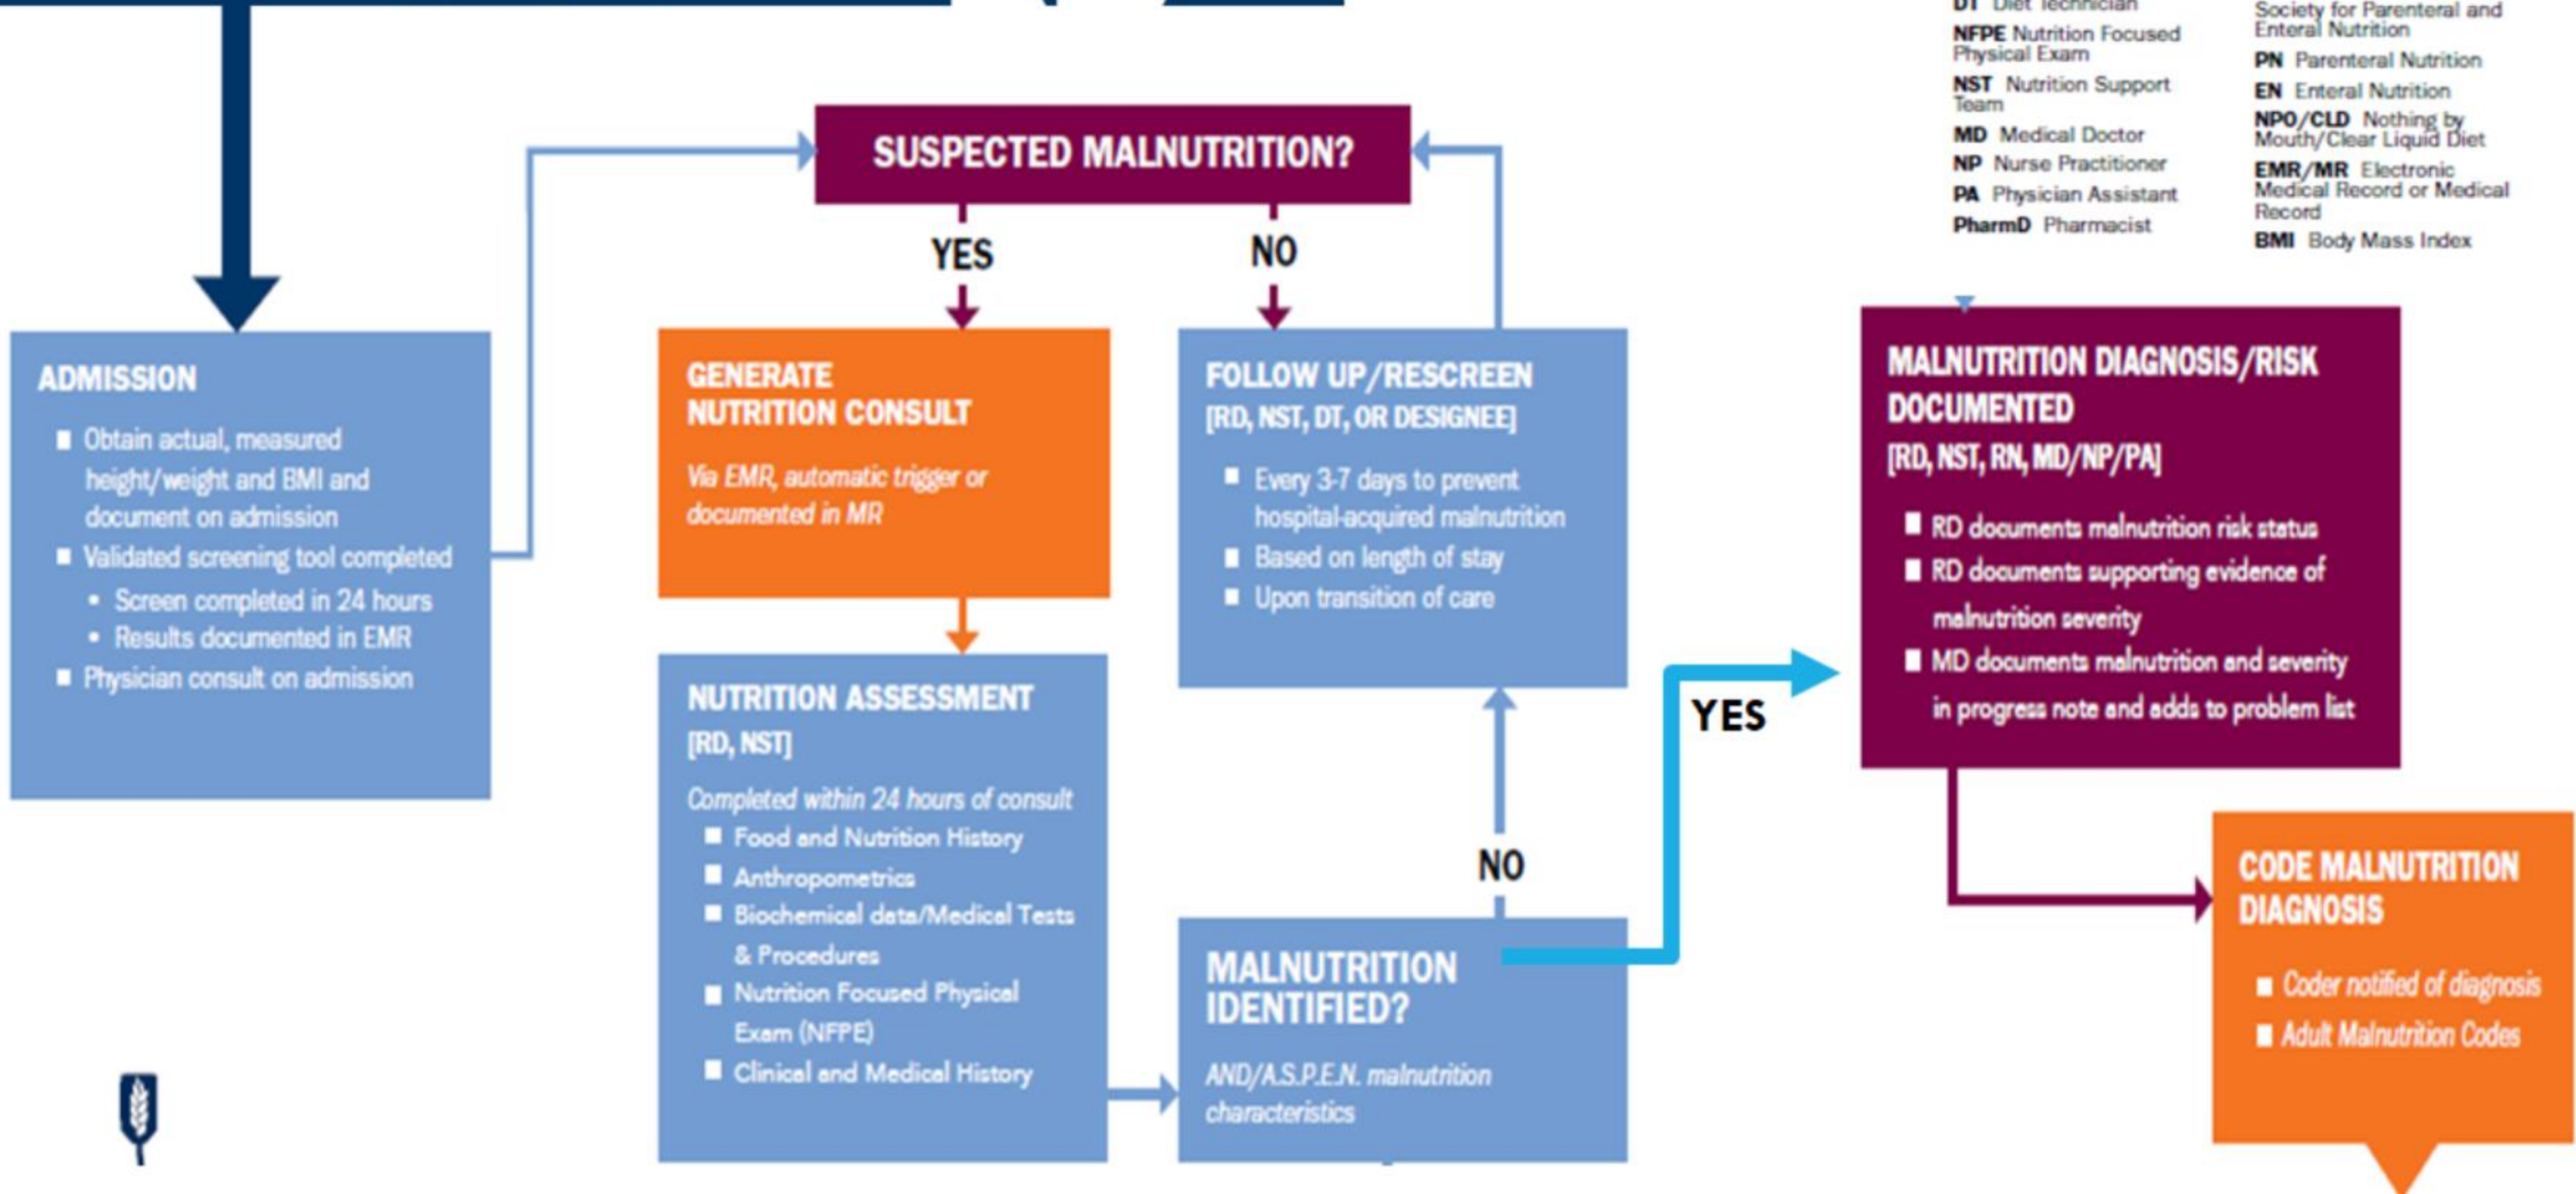 DT Diet Technician
NFPE Nutrition Focused
Physical Exam
NST Nutrition Support
Team
MD Medical Doctor
NP Nurse Practitioner
PA Physician Assistant
PharmD Pharmacist
Society for Parenteral and
Enteral Nutrition
PN Parenteral Nutrition
EN Enteral Nutrition
NPO/CLD Nothing by
Mouth/Clear Liquid Diet
EMR/MR Electronic
Medical Record or Medical
Record
BMI Body Mass Index
SUSPECTED MALNUTRITION?
YES
NO
ADMISSION
Obtain actual, measured
height/weight and BMI and
document on admission
Validated screening tool completed
• Screen completed in 24 hours
• Results documented in EMR
Physician consult on admission
GENERATE
NUTRITION CONSULT
Via EMR, automatic trigger or
documented in MR
FOLLOW UP/RESCREEN
[RD, NST, DT, OR DESIGNEE]
Every 3-7 days to prevent
hospital-acquired malnutrition
Based on length of stay
Upon transition of care
NUTRITION ASSESSMENT
[RD, NST]
Completed within 24 hours of consult
Food and Nutrition History
Anthropometrics
Biochemical data/Medical Tests
& Procedures
Nutrition Focused Physical
Exam (NFPE)
Clinical and Medical History
NO
MALNUTRITION
IDENTIFIED?
AND/A.S.P.E.N. malnutrition
characteristics
YES
MALNUTRITION DIAGNOSIS/RISK
DOCUMENTED
[RD, NST, RN, MD/NP/PA]
RD documents malnutrition risk status
RD documents supporting evidence of
malnutrition severity
MD documents malnutrition and severity
in progress note and adds to problem list
CODE MALNUTRITION
DIAGNOSIS
Coder notified of diagnosis
Adult Malnutrition Codes